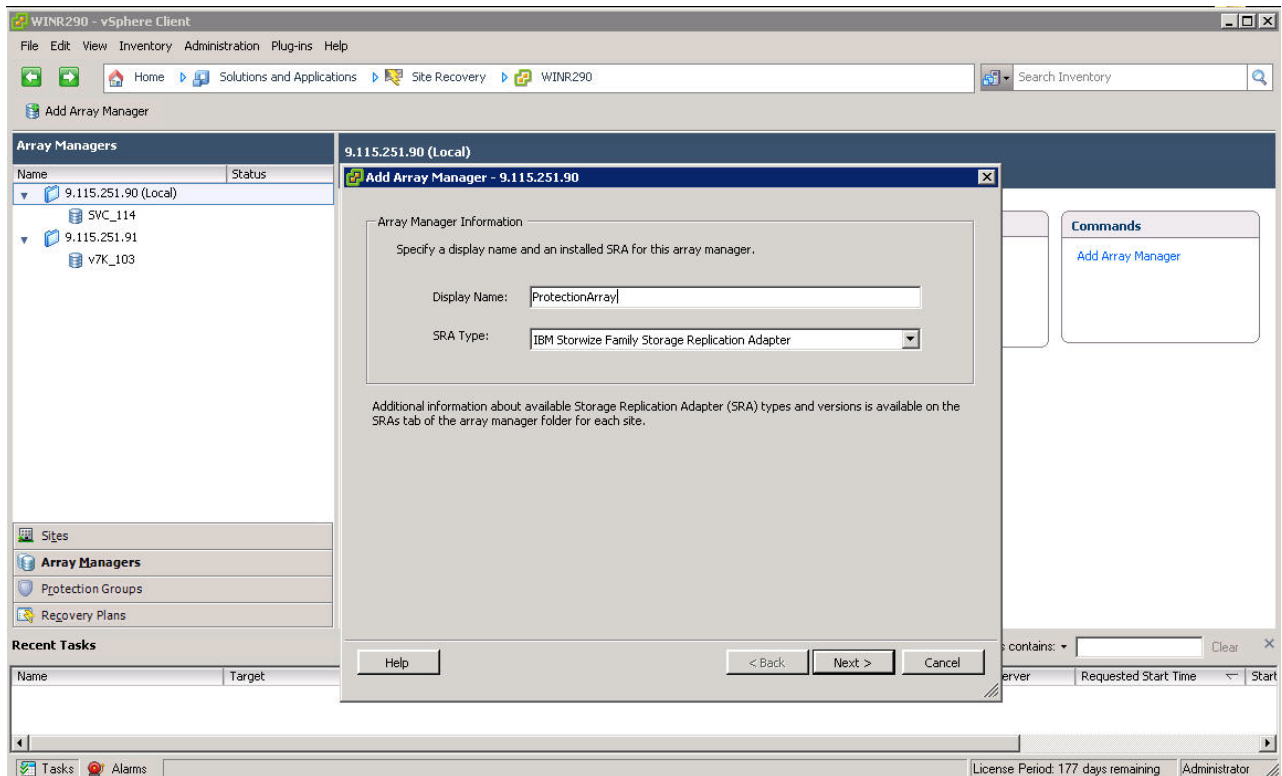 WINR290 - vSphere Client
File Edit View Inventory Administration Plug-ins Help
Home Solutions and Applications Site Recovery WINR290
Search Inventory
Add Array Manager
Array Managers
Name Status
9.115.251.90 (Local)
SVC_114
9.115.251.91
v7K_103
Sites
Array Managers
Protection Groups
Recovery Plans
9.115.251.90 (Local)
Add Array Manager - 9.115.251.90
Array Manager Information
Specify a display name and an installed SRA for this array manager.
Display Name: ProtectionArray
SRA Type: IBM Storwize Family Storage Replication Adapter
Additional information about available Storage Replication Adapter (SRA) types and versions is available on the
SRAs tab of the array manager folder for each site.
Help < Back Next > Cancel
Commands
Add Array Manager
Recent Tasks
contains: Clear
Name Target erver Requested Start Time Start
Tasks Alarms
License Period: 177 days remaining Administrator